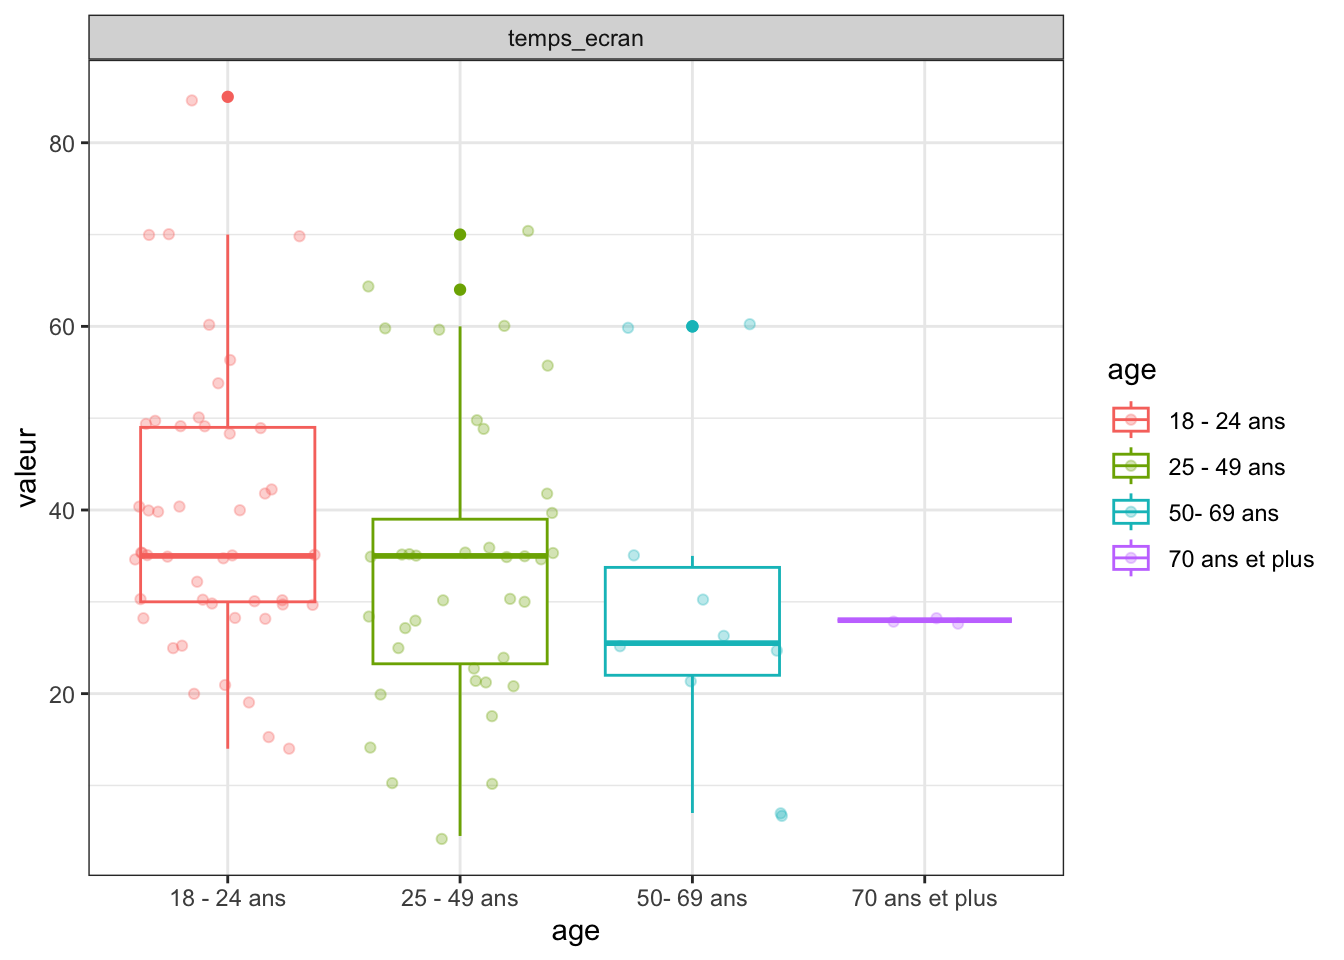 temps_ecran
80
60
40
20
valeur
18 - 24 ans
25 - 49 ans
50- 69 ans
70 ans et plus
age
age
18 - 24 ans
25 - 49 ans
50- 69 ans
70 ans et plus